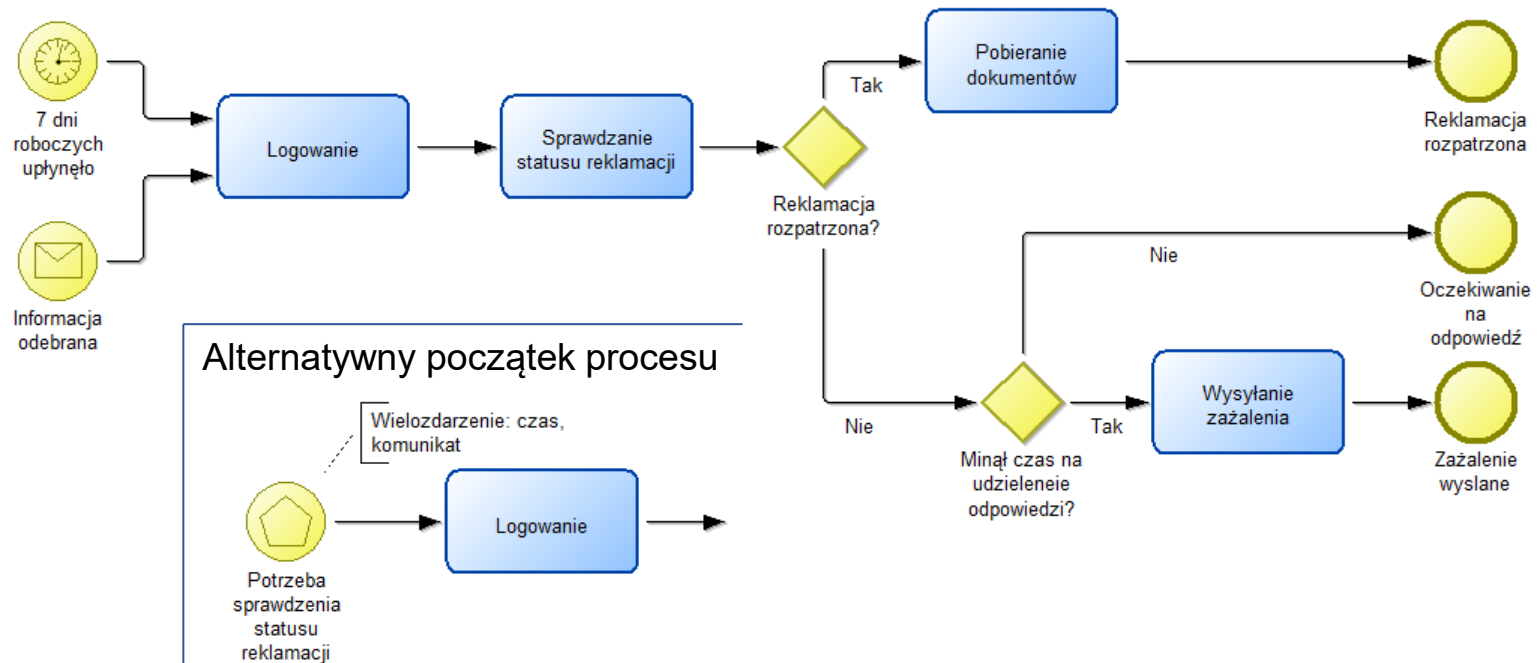 7 dni
roboczych
upłynęło
Informacja
odebrana
Logowanie
Sprawdzanie
statusu reklamacji
Reklamacja
rozpatrzona?
Tak
Pobieranie
dokumentów
Reklamacja
rozpatrzona
Nie
Minął czas na
udzieleneie
odpowiedzi?
Nie
Oczekiwanie
na
odpowiedź
Tak
Wysyłanie
zażalenia
Zażalenie
wyslane
Alternatywny początek procesu
Wielozdarzenie: czas,
komunikat
Potrzeba
sprawdzenia
statusu
reklamacji
Logowanie